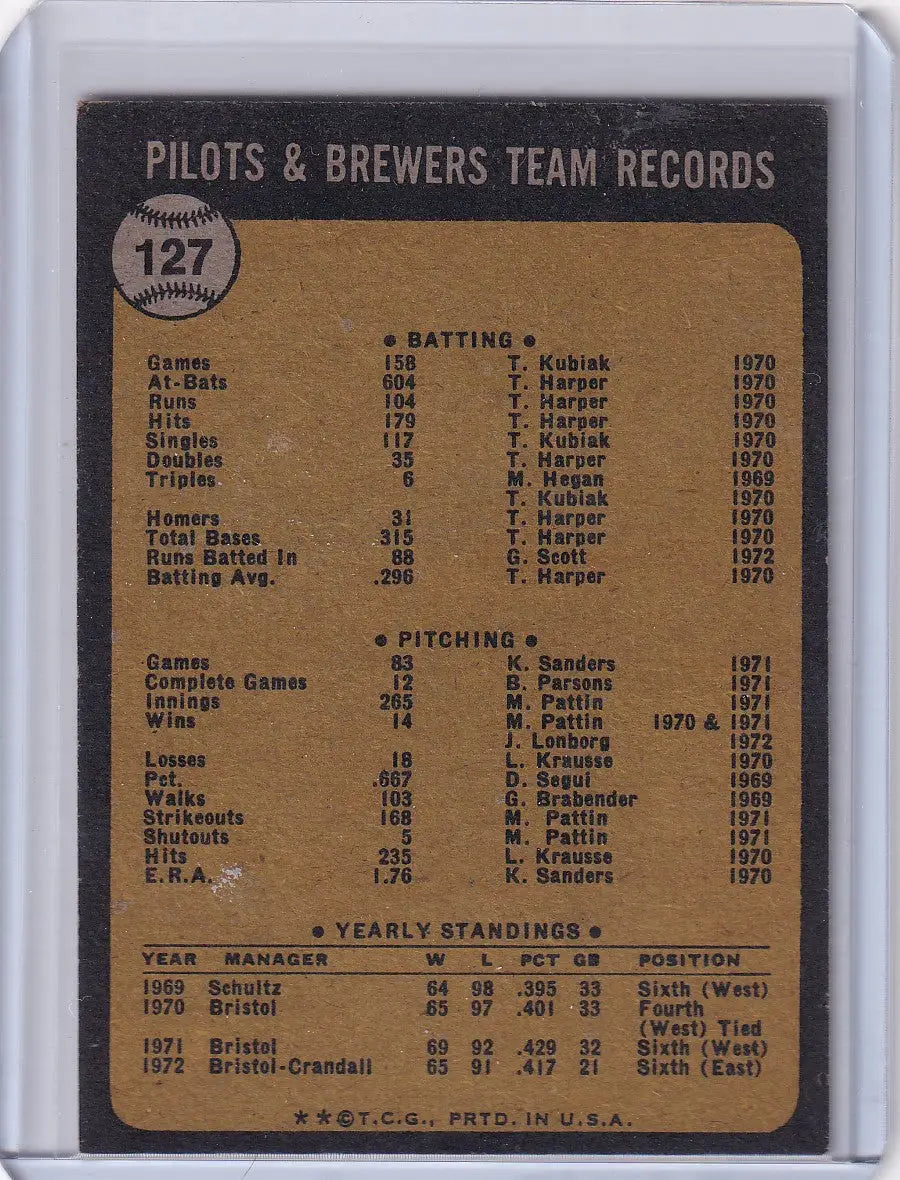 PILOTS & BREWERS TEAM RECORDS
127
• BATTING •
Games 158 T. Kubiak 1970
At-Bats 604 T. Harper 1970
Runs 104 T. Harper 1970
Hits 179 T. Harper 1970
Singles 117 T. Kubiak 1970
Doubles 35 T. Harper 1970
Triples 6 M. Hegan 1969
T. Kubiak 1970
Homers 31 T. Harper 1970
Total Bases 315 T. Harper 1970
Runs Batted In 88 G. Scott 1972
Batting Avg. .296 T. Harper 1970
• PITCHING •
Games 83 K. Sanders 1971
Complete Games 12 B. Parsons 1971
Innings 265 M. Pattin 1971
Wins 14 M. Pattin 1970 & 1971
J. Lonborg 1972
Losses 18 L. Krausse 1970
Pct. .667 D. Segui 1969
Walks 103 G. Brabender 1969
Strikeouts 168 M. Pattin 1971
Shutouts 5 M. Pattin 1971
Hits 235 L. Krausse 1970
E.R.A. 1.76 K. Sanders 1970
• YEARLY STANDINGS •
YEAR MANAGER W L PCT GB POSITION
1969 Schultz 64 98 .395 33 Sixth (West)
1970 Bristol 65 97 .401 33 Fourth
(West) Tied
1971 Bristol 69 92 .429 32 Sixth (West)
1972 Bristol-Crandall 65 91 .417 21 Sixth (East)
**©T.C.G., PRTD. IN U.S.A.